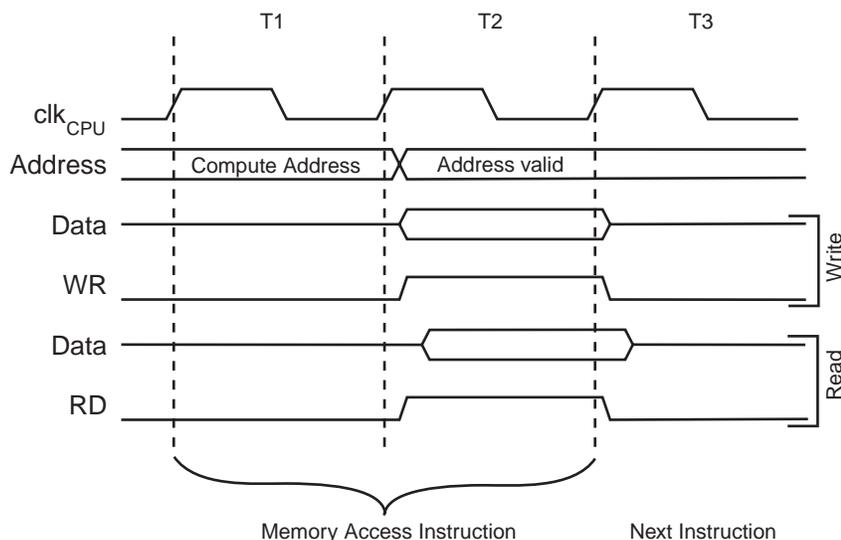 T1 T2 T3
clkCPU
Address Compute Address Address valid
Data
WR
Write
Data
RD
Read
Memory Access Instruction Next Instruction